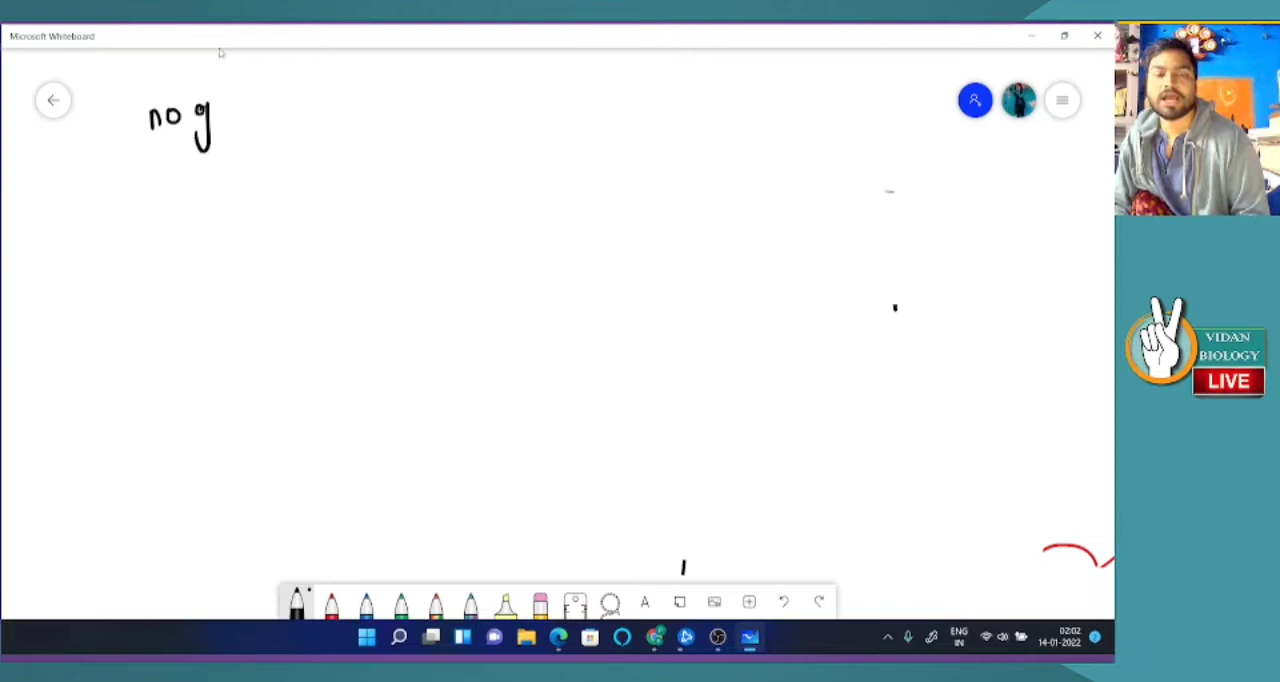 Microsoft Whiteboard
no g
VIDAN
BIOLOGY
LIVE
A
ENG
IN
02:02
14-01-2022